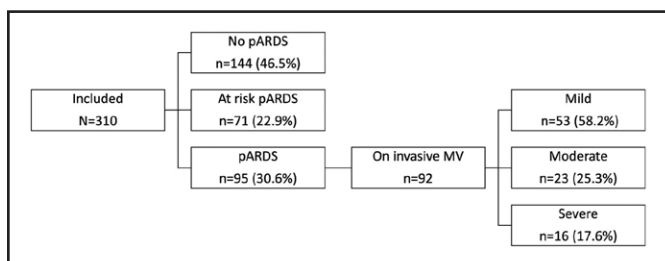 No pARDS
n=144 (46.5%)
Included
N=310
At risk pARDS
n=71 (22.9%)
pARDS
n=95 (30.6%)
On invasive MV
n=92
Mild
n=53 (58.2%)
Moderate
n=23 (25.3%)
Severe
n=16 (17.6%)